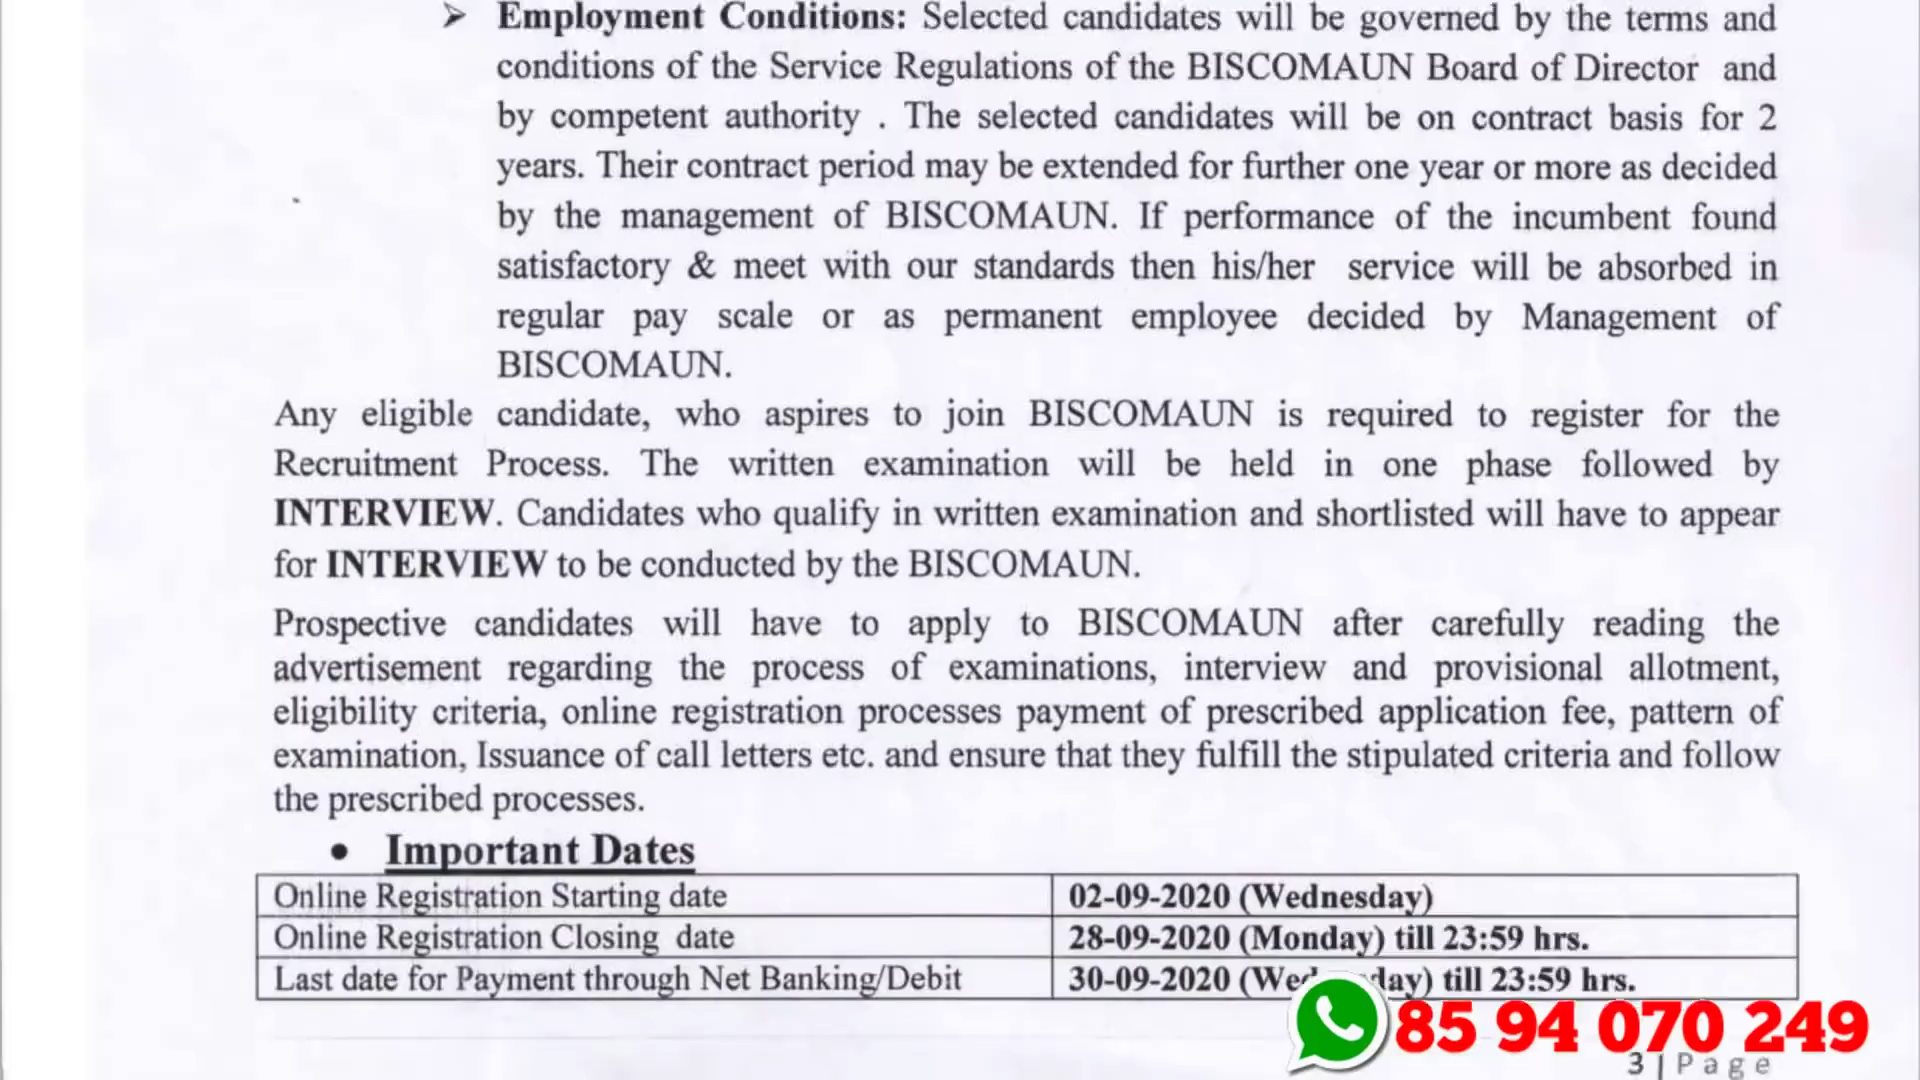 ➢ Employment Conditions: Selected candidates will be governed by the terms and
conditions of the Service Regulations of the BISCOMAUN Board of Director and
by competent authority . The selected candidates will be on contract basis for 2
years. Their contract period may be extended for further one year or more as decided
by the management of BISCOMAUN. If performance of the incumbent found
satisfactory & meet with our standards then his/her service will be absorbed in
regular pay scale or as permanent employee decided by Management of
BISCOMAUN.
Any eligible candidate, who aspires to join BISCOMAUN is required to register for the
Recruitment Process. The written examination will be held in one phase followed by
INTERVIEW. Candidates who qualify in written examination and shortlisted will have to appear
for INTERVIEW to be conducted by the BISCOMAUN.
Prospective candidates will have to apply to BISCOMAUN after carefully reading the
advertisement regarding the process of examinations, interview and provisional allotment,
eligibility criteria, online registration processes payment of prescribed application fee, pattern of
examination, Issuance of call letters etc. and ensure that they fulfill the stipulated criteria and follow
the prescribed processes.
• Important Dates
Online Registration Starting date 02-09-2020 (Wednesday)
Online Registration Closing date 28-09-2020 (Monday) till 23:59 hrs.
Last date for Payment through Net Banking/Debit 30-09-2020 (Wednesday) till 23:59 hrs.
85 94 070 249
3 | Page